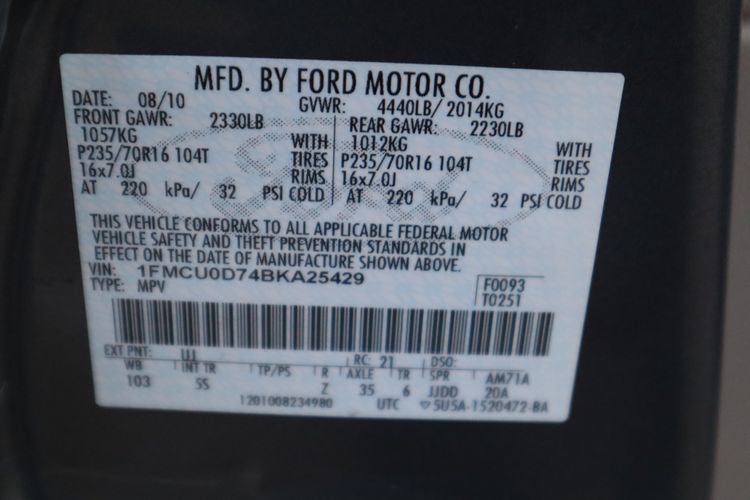 MFD. BY FORD MOTOR CO.
DATE: 08/10 GVWR: 4440LB/ 2014KG
FRONT GAWR: 2330LB REAR GAWR: 2230LB
1057KG WITH 1012KG WITH
P235/70R16 104T TIRES P235/70R16 104T TIRES
16x7.0J RIMS 16x7.0J RIMS
AT 220 kPa/ 32 PSI COLD AT 220 kPa/ 32 PSI COLD
THIS VEHICLE CONFORMS TO ALL APPLICABLE FEDERAL MOTOR
VEHICLE SAFETY AND THEFT PREVENTION STANDARDS IN
EFFECT ON THE DATE OF MANUFACTURE SHOWN ABOVE.
VIN: 1FMCU0D74BKA25429 F0093
TYPE: MPV T0251
EXT PNT: UJ RC: 21 DSO:
WB INT TR TP/PS R AXLE TR SPR AM71A
103 5S Z 35 6 JJDD 20A
1201008234980 UTC 5U5A-1520472-BA
Ford